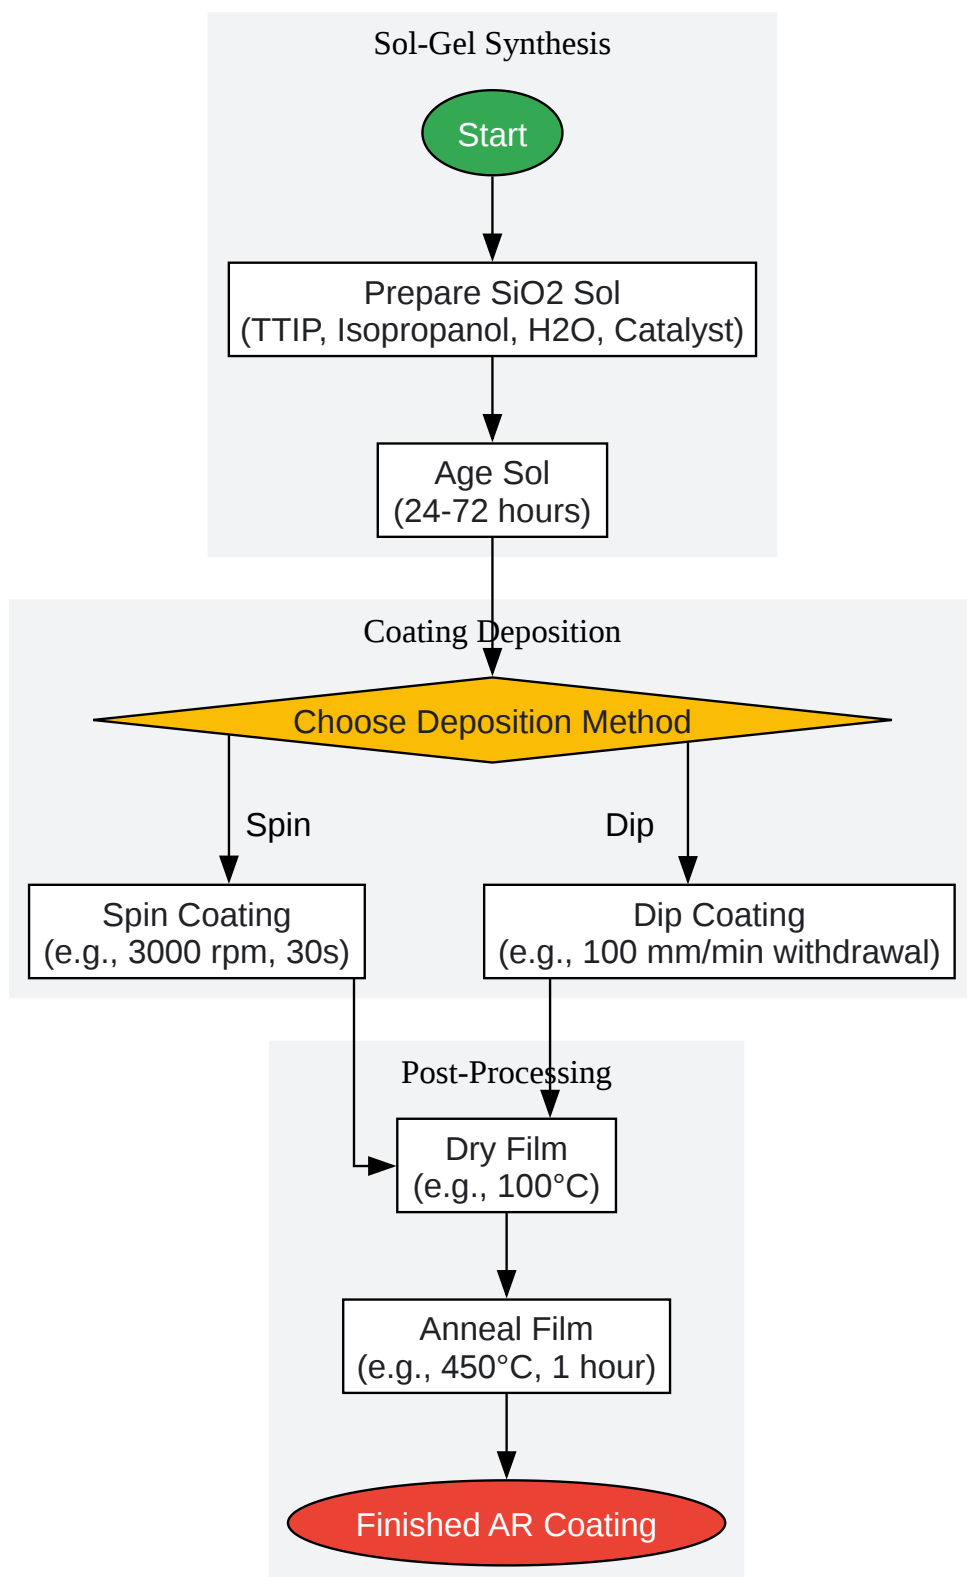 Sol-Gel Synthesis
Start
Prepare SiO2 Sol
(TTIP, Isopropanol, H2O, Catalyst)
Age Sol
(24-72 hours)
Coating Deposition
Choose Deposition Method
Spin
Dip
Spin Coating
(e.g., 3000 rpm, 30s)
Dip Coating
(e.g., 100 mm/min withdrawal)
Post-Processing
Dry Film
(e.g., 100°C)
Anneal Film
(e.g., 450°C, 1 hour)
Finished AR Coating